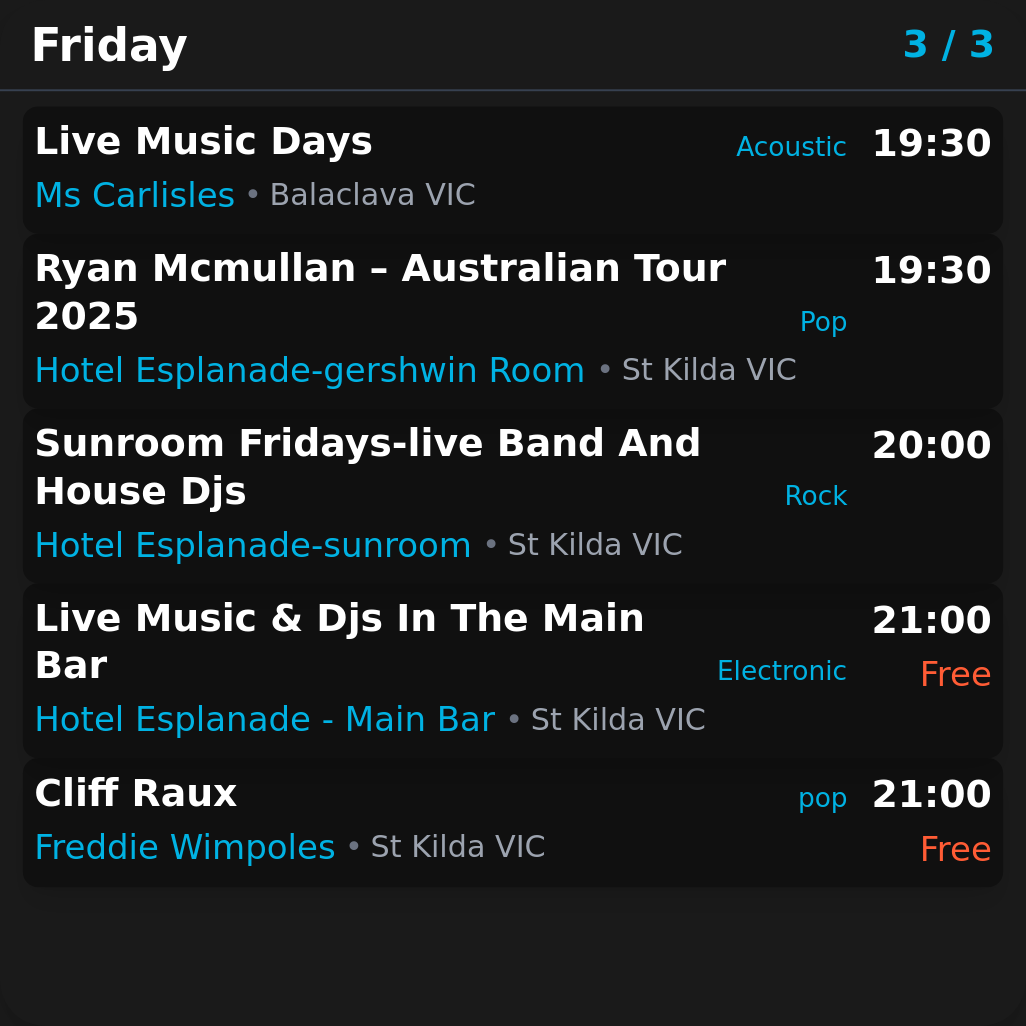 Friday 3 / 3
Live Music Days Acoustic 19:30
Ms Carlisles • Balaclava VIC
Ryan Mcmullan – Australian Tour 19:30
2025 Pop
Hotel Esplanade-gershwin Room • St Kilda VIC
Sunroom Fridays-live Band And 20:00
House Djs Rock
Hotel Esplanade-sunroom • St Kilda VIC
Live Music & Djs In The Main 21:00
Bar Electronic Free
Hotel Esplanade - Main Bar • St Kilda VIC
Cliff Raux pop 21:00
Freddie Wimpoles • St Kilda VIC Free